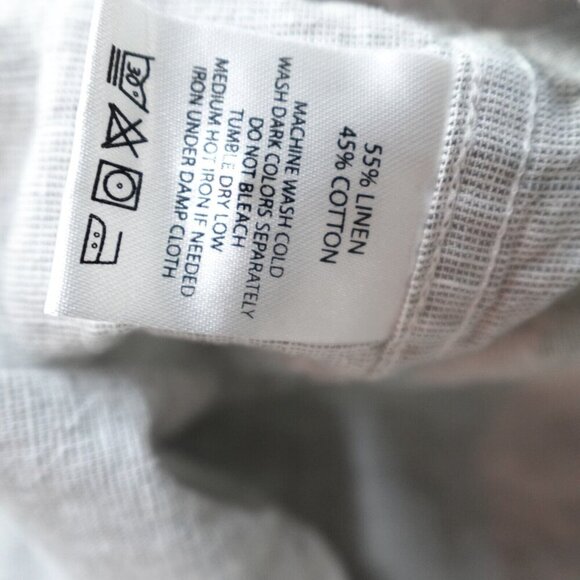 55% LINEN
45% COTTON
MACHINE WASH COLD
WASH DARK COLORS SEPARATELY
DO NOT BLEACH
TUMBLE DRY LOW
MEDIUM HOT IRON IF NEEDED
IRON UNDER DAMP CLOTH
30°